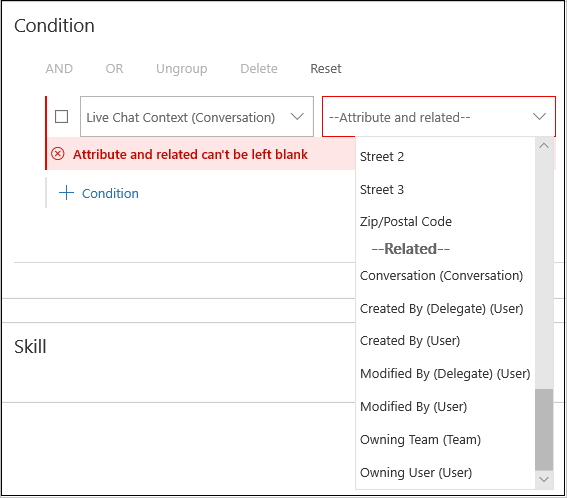 Condition
AND OR Ungroup Delete Reset
Live Chat Context (Conversation) --Attribute and related--
Attribute and related can't be left blank
Condition
Street 2
Street 3
Zip/Postal Code
--Related--
Conversation (Conversation)
Created By (Delegate) (User)
Created By (User)
Modified By (Delegate) (User)
Modified By (User)
Owning Team (Team)
Owning User (User)
Skill